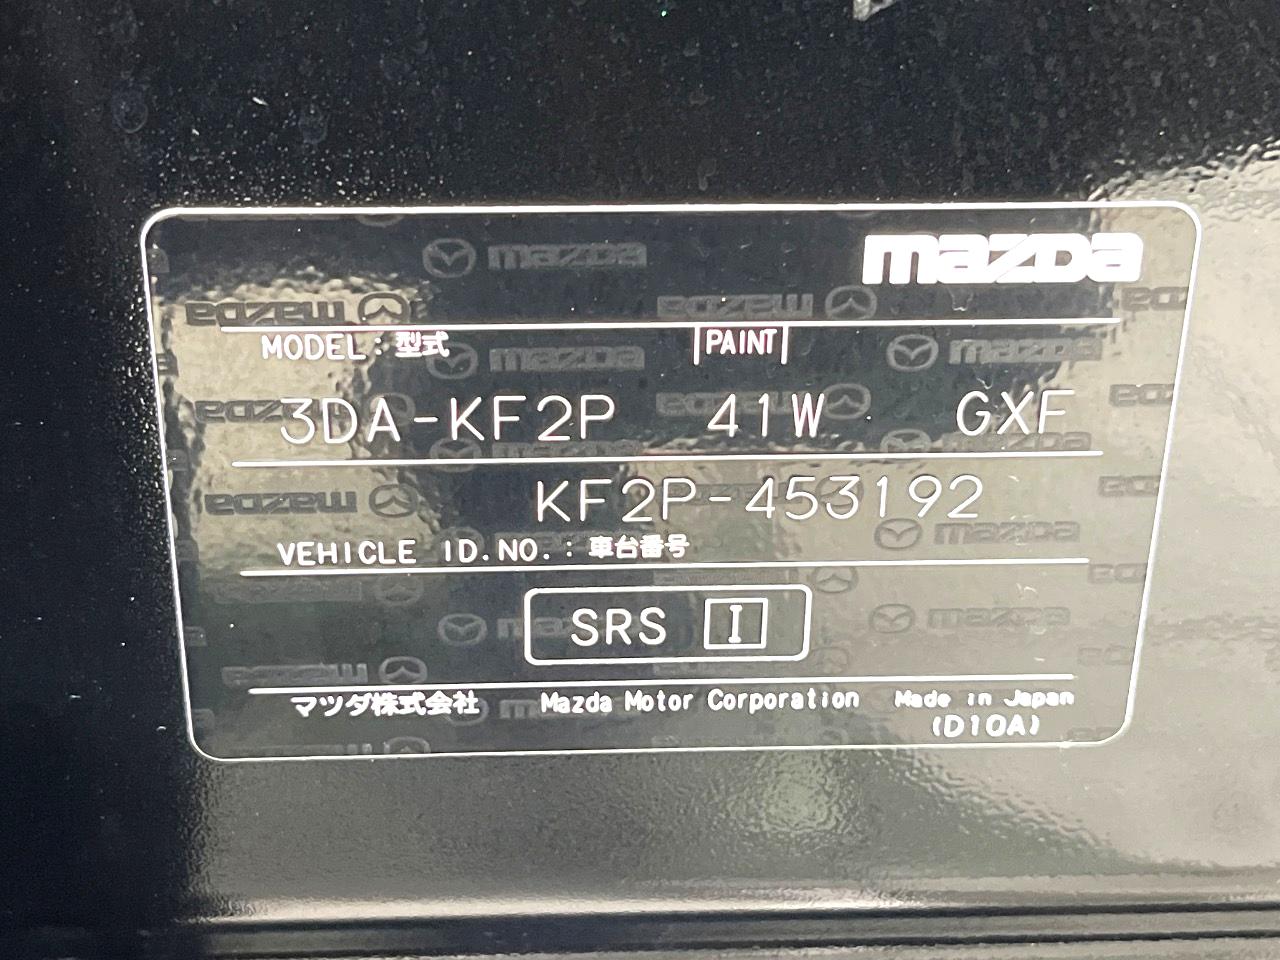 mazda
MODEL: 型式 PAINT
3DA-KF2P 41W GXF
KF2P-453192
VEHICLE ID.NO.: 車台番号
SRS I
マツダ株式会社 Mazda Motor Corporation Made in Japan
(D10A)